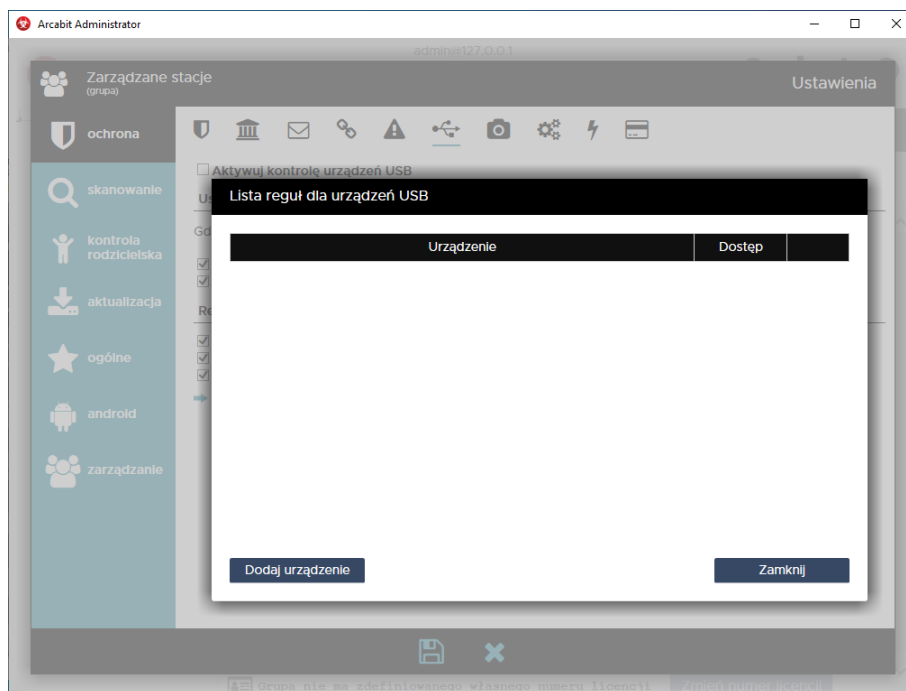 Arcabit Administrator
admin@127.0.0.1
Zarządzane stacje
(grupa)
Ustawienia
ochrona
skanowanie
kontrola
rodzicielska
aktualizacja
ogólne
android
zarządzanie
Aktywuj kontrolę urządzeń USB
Lista reguł dla urządzeń USB
Urządzenie
Dostęp
Dodaj urządzenie
Zamknij
Grupa nie ma zdefiniowanego własnego numeru licencji
Zmień numer licencji